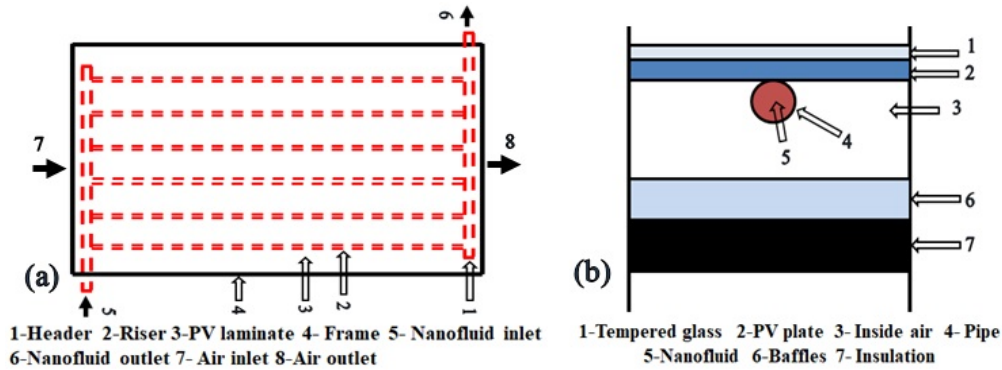 6
7
8
(a)
5
4
3
2
1
1-Header 2-Riser 3-PV laminate 4- Frame 5- Nanofluid inlet
6-Nanofluid outlet 7- Air inlet 8-Air outlet
1
2
3
4
5
6
7
(b)
1-Tempered glass 2-PV plate 3- Inside air 4- Pipe
5-Nanofluid 6-Baffles 7- Insulation